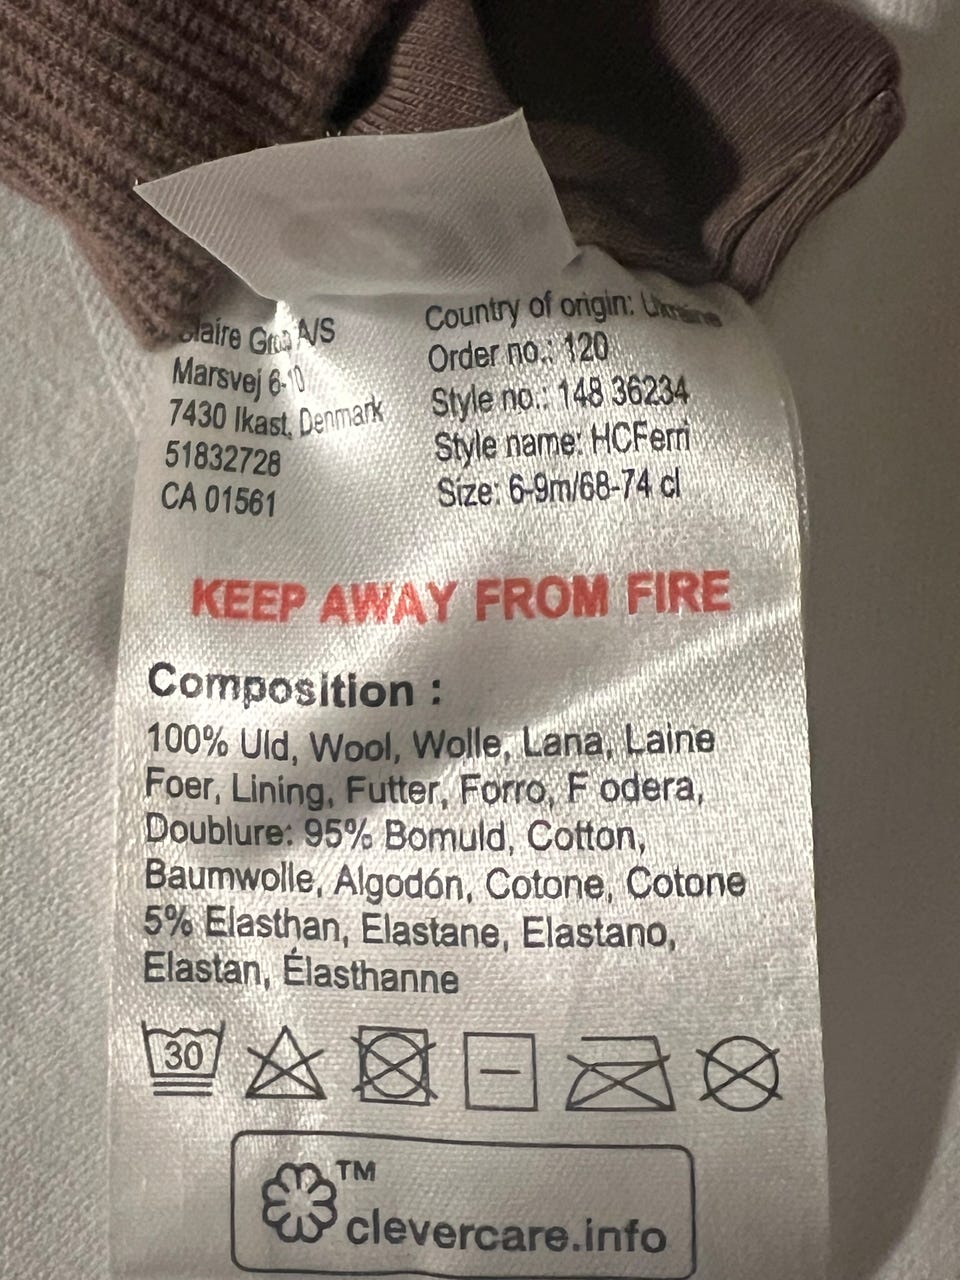 Claire Group A/S
Marsvej 6-10
7430 Ikast, Denmark
51832728
CA 01561
Country of origin: Ukraine
Order no.: 120
Style no.: 148 36234
Style name: HCFerri
Size: 6-9m/68-74 cl
KEEP AWAY FROM FIRE
Composition :
100% Uld, Wool, Wolle, Lana, Laine
Foer, Lining, Futter, Forro, F odera,
Doublure: 95% Bomuld, Cotton,
Baumwolle, Algodón, Cotone, Cotone
5% Elasthan, Elastane, Elastano,
Elastan, Élasthanne
30
TM
clevercare.info